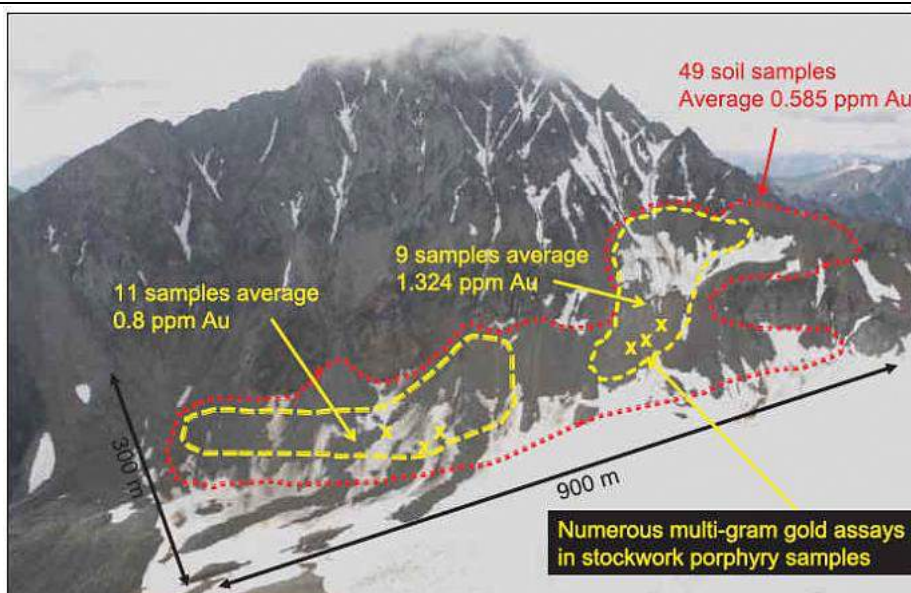 49 soil samples
Average 0.585 ppm Au
9 samples average
1.324 ppm Au
11 samples average
0.8 ppm Au
x
x
x
x
x
x
300 m
900 m
Numerous multi-gram gold assays
in stockwork porphyry samples